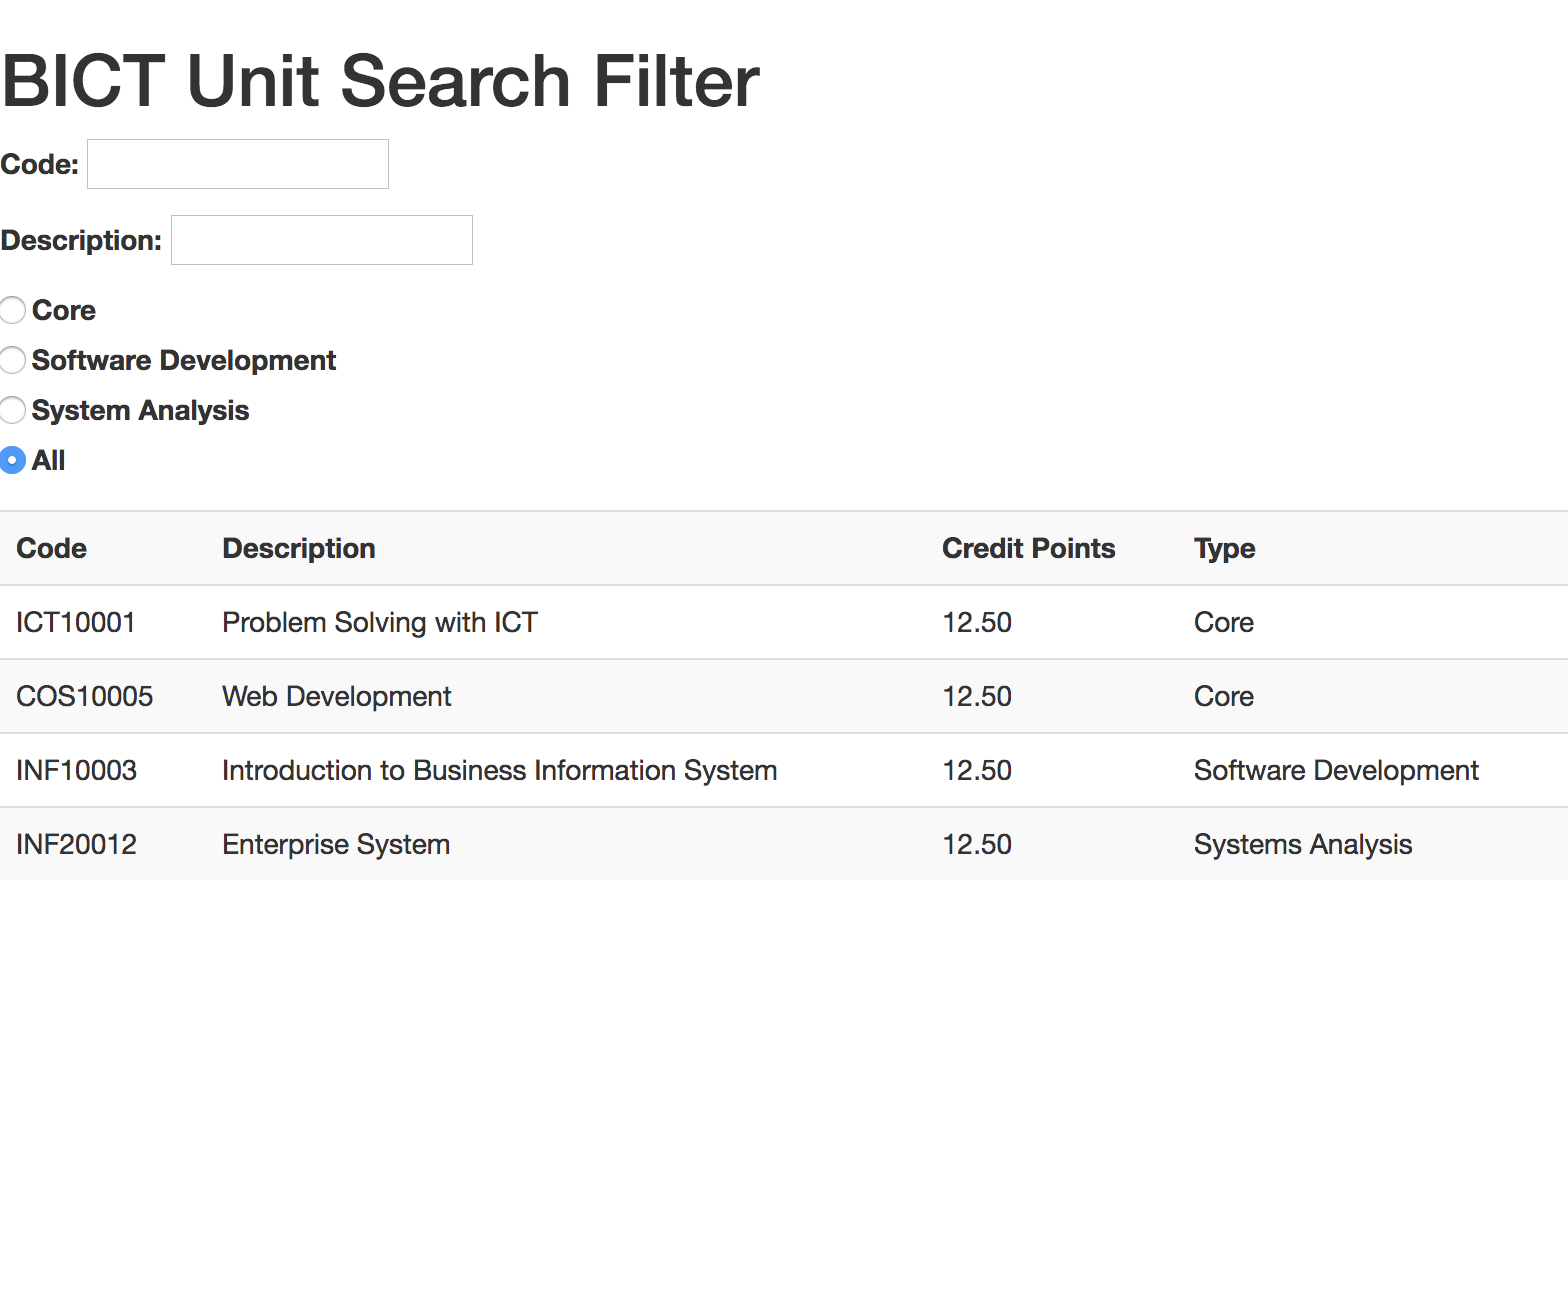 BICT Unit Search Filter
Code:
Description:
Core
Software Development
System Analysis
All
Code Description Credit Points Type
ICT10001 Problem Solving with ICT 12.50 Core
COS10005 Web Development 12.50 Core
INF10003 Introduction to Business Information System 12.50 Software Development
INF20012 Enterprise System 12.50 Systems Analysis